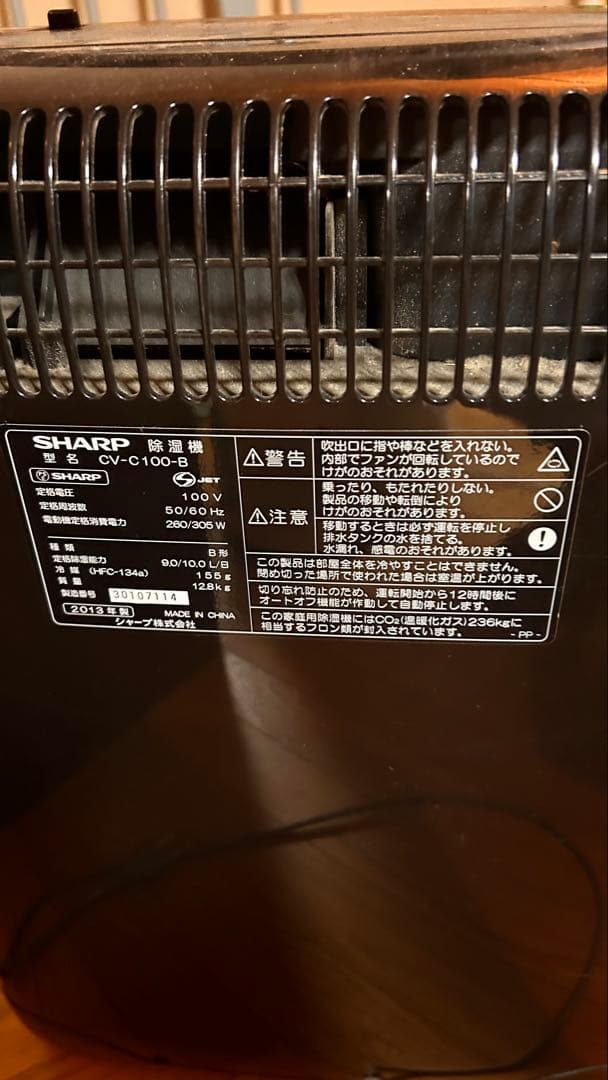 SHARP 除湿機
型名 CV-C100-B
SHARP
JET
定格電圧 100V
定格周波数 50/60Hz
電動機定格消費電力 260/305W
種類 B形
定格除湿能力 9.0/10.0L/日
冷媒 (HFC-134a) 155g
質量 12.8kg
製造番号 30107114
2013年製 MADE IN CHINA
シャープ株式会社
警告
吹出口に指や棒などを入れない。
内部でファンが回転しているので
けがのおそれがあります。
注意
乗ったり、もたれたりしない。
製品の移動や転倒により
けがのおそれがあります。
移動するときは必ず運転を停止し
排水タンクの水を捨てる。
水漏れ、感電のおそれがあります。
この製品は部屋全体を冷やすことはできません。
閉め切った場所で使われた場合は室温が上がります。
切り忘れ防止のため、運転開始から12時間後に
オートオフ機能が作動して自動停止します。
この家庭用除湿機にはCO₂(温暖化ガス)236kgに
相当するフロン類が封入されています。 -PP-